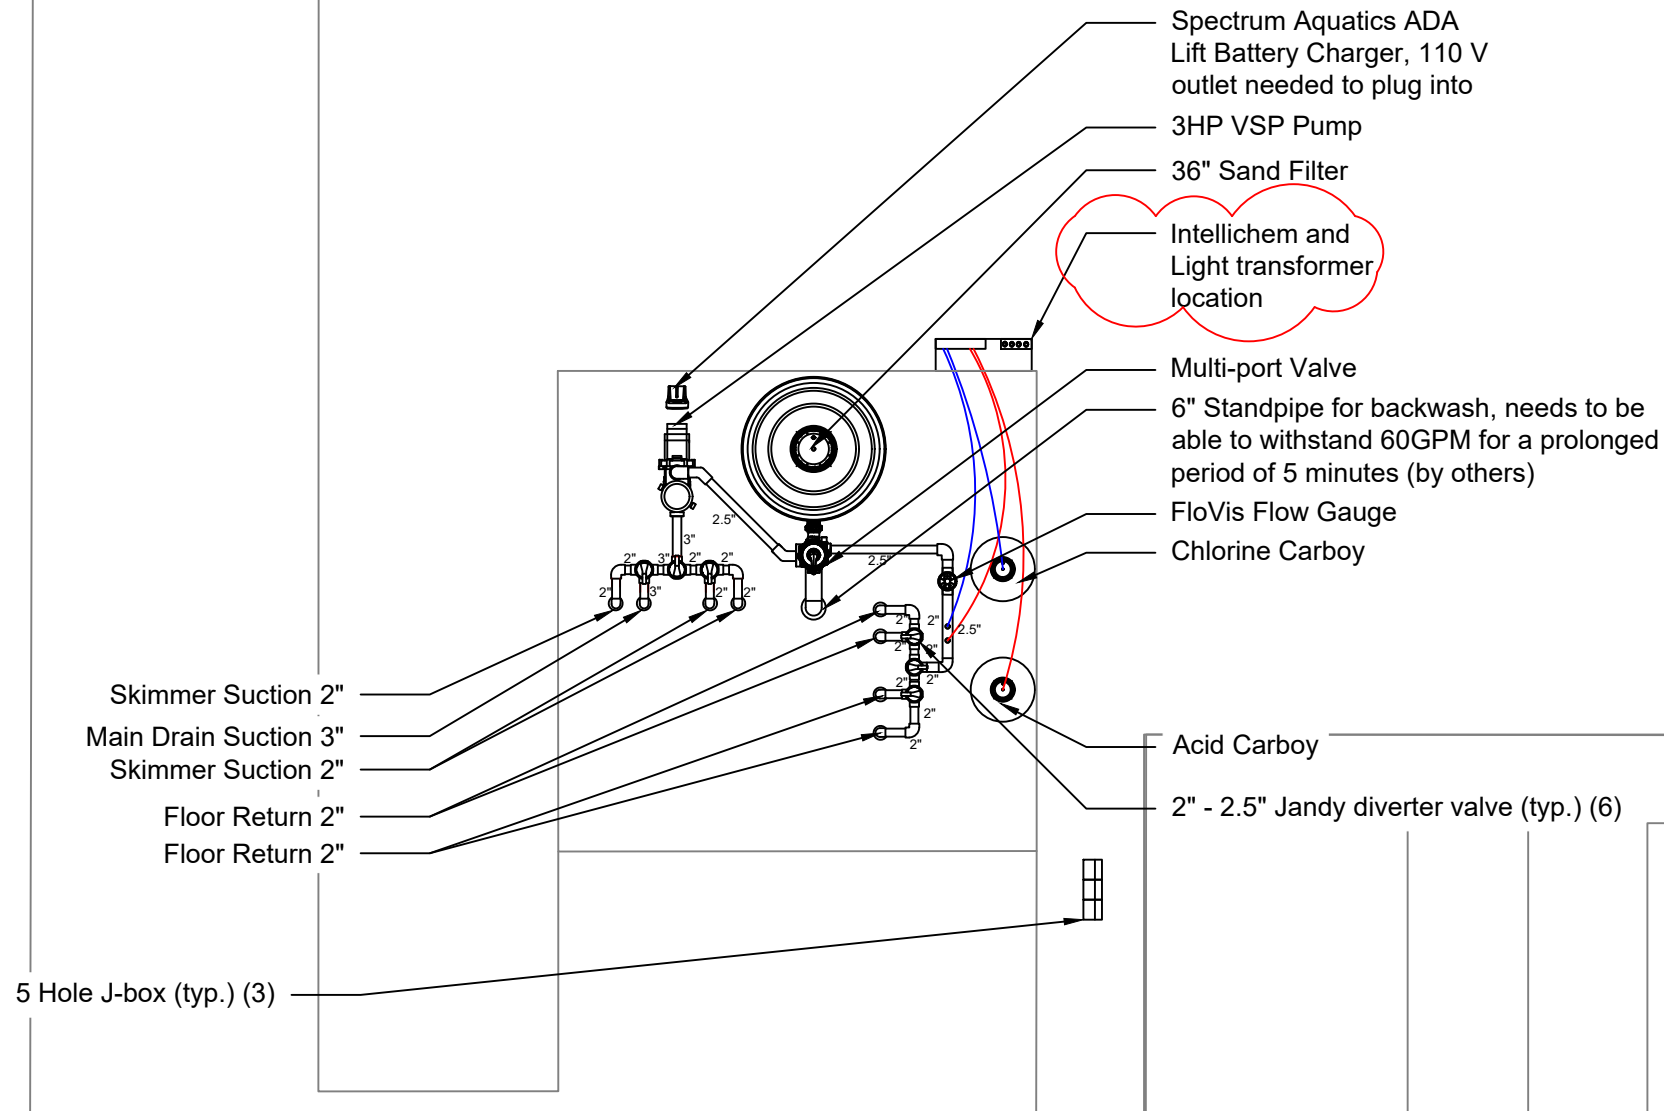 Spectrum Aquatics ADA
Lift Battery Charger, 110 V
outlet needed to plug into
3HP VSP Pump
36" Sand Filter
Intellichem and
Light transformer
location
Multi-port Valve
6" Standpipe for backwash, needs to be
able to withstand 60GPM for a prolonged
period of 5 minutes (by others)
FloVis Flow Gauge
Chlorine Carboy
2.5"
3"
2.5"
2"
3"
2"
2"
2"
3"
2"
2"
2"
2"
2.5"
2"
2"
2"
2"
2"
2"
Skimmer Suction 2"
Main Drain Suction 3"
Skimmer Suction 2"
Floor Return 2"
Floor Return 2"
Acid Carboy
2" - 2.5" Jandy diverter valve (typ.) (6)
5 Hole J-box (typ.) (3)